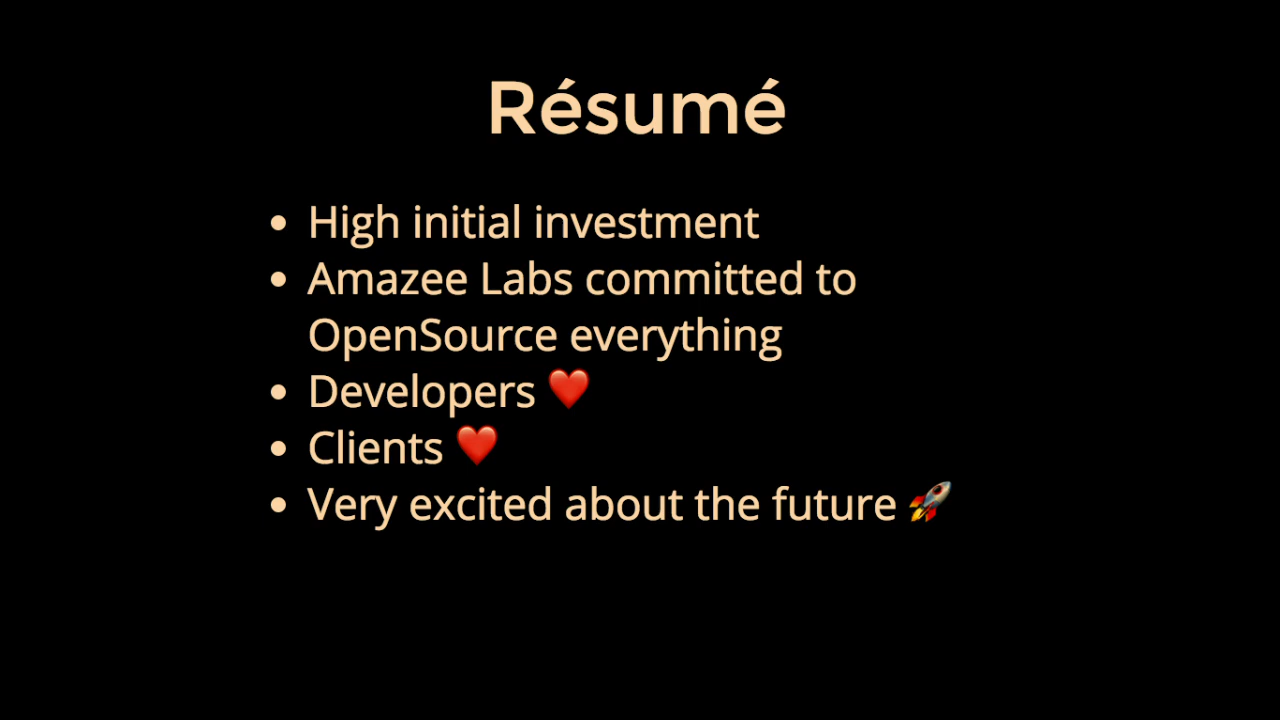 Résumé
• High initial investment
• Amazee Labs committed to
OpenSource everything
• Developers ❤️
• Clients ❤️
• Very excited about the future 🚀